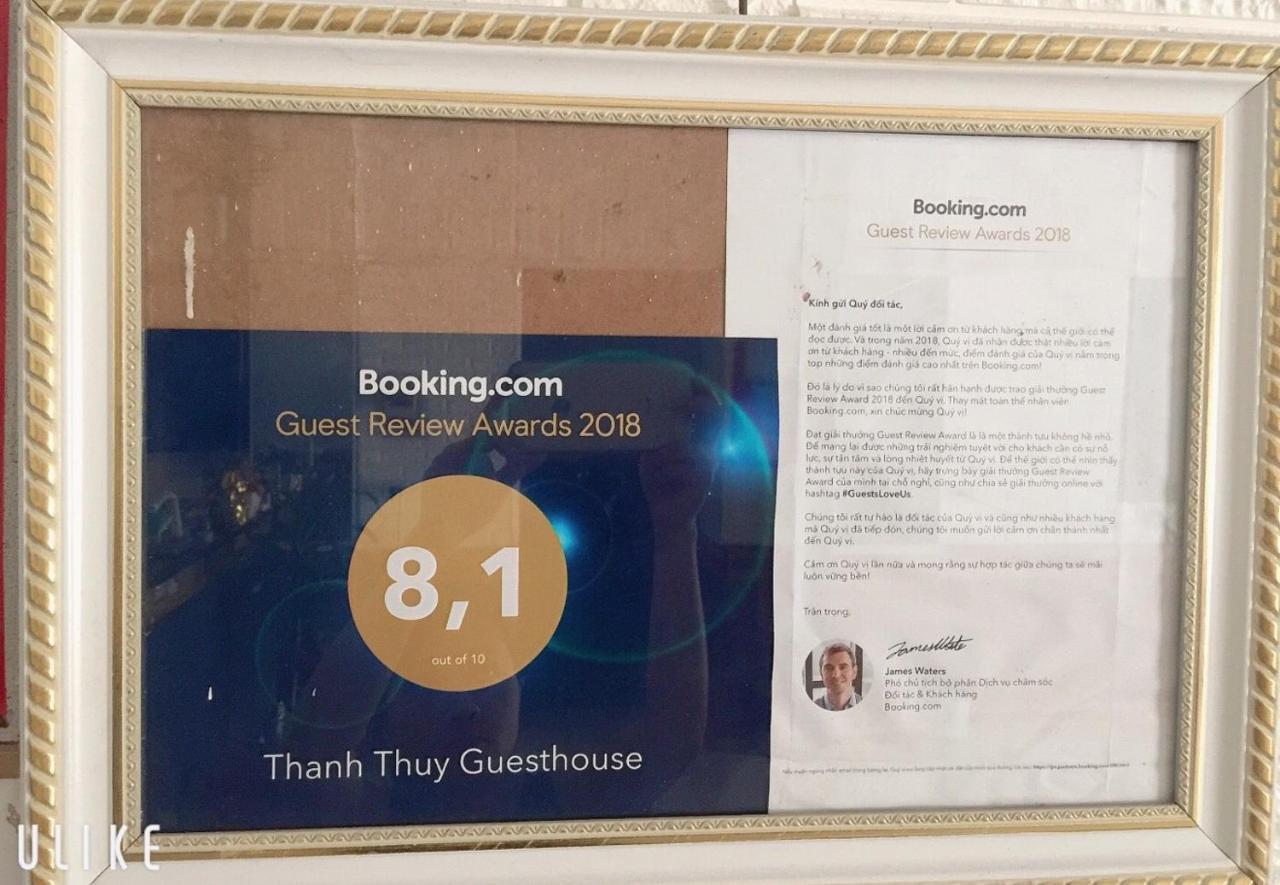 Booking.com
Guest Review Awards 2018
8,1
out of 10
Thanh Thuy Guesthouse
Booking.com
Guest Review Awards 2018
Kính gửi Quý đối tác,
Một đánh giá tốt là một lời cảm ơn từ khách hàng mà cả thế giới có thể
đọc được. Và trong năm 2018, Quý vị đã nhận được thật nhiều lời cảm
ơn từ khách hàng - nhiều đến mức, điểm đánh giá của Quý vị nằm trong
top những điểm đánh giá cao nhất trên Booking.com!
Đó là lý do vì sao chúng tôi rất hân hạnh được trao giải thưởng Guest
Review Award 2018 đến Quý vị. Thay mặt toàn thể nhân viên
Booking.com, xin chúc mừng Quý vị!
Đạt giải thưởng Guest Review Award là là một thành tựu không hề nhỏ.
Để mang lại được những trải nghiệm tuyệt vời cho khách cần có sự nỗ
lực, sự tận tâm và lòng nhiệt huyết từ Quý vị. Để thế giới có thể nhìn thấy
thành tựu này của Quý vị, hãy trưng bày giải thưởng Guest Review
Award của mình tại chỗ nghỉ, cũng như chia sẻ giải thưởng online với
hashtag #GuestsLoveUs.
Chúng tôi rất tự hào là đối tác của Quý vị và cũng như nhiều khách hàng
mà Quý vị đã tiếp đón, chúng tôi muốn gửi lời cảm ơn chân thành nhất
đến Quý vị.
Cảm ơn Quý vị lần nữa và mong rằng sự hợp tác giữa chúng ta sẽ mãi
luôn vững bền!
Trân trọng,
James Waters
Phó chủ tịch bộ phận Dịch vụ chăm sóc
Đối tác & Khách hàng
Booking.com
ULIKE